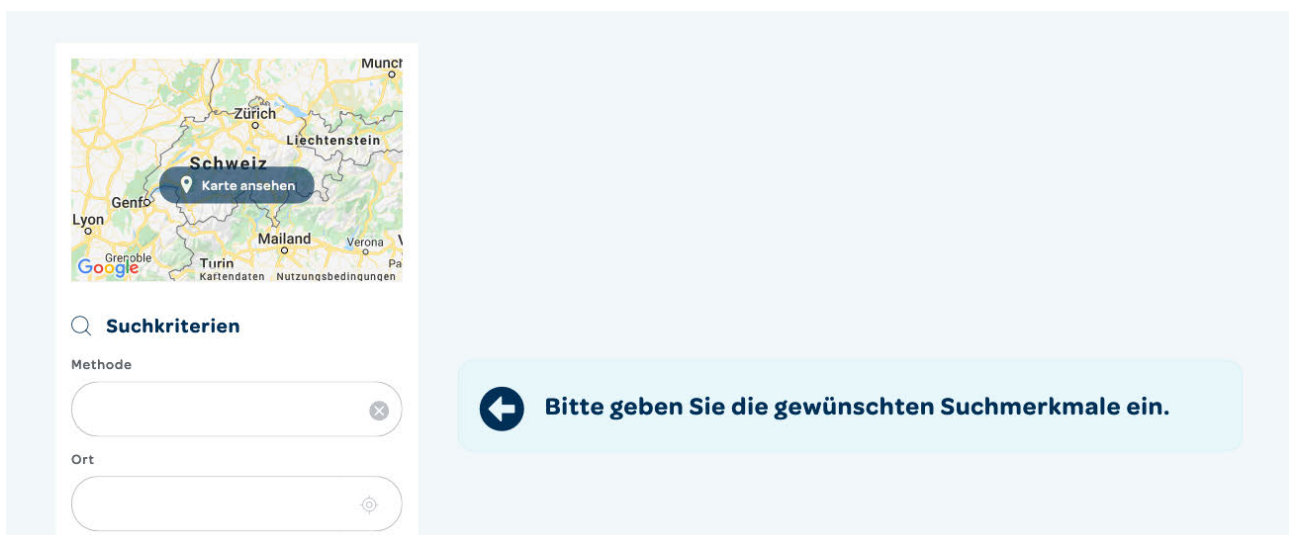 Munch
Zürich
Liechtenstein
Schweiz
Karte ansehen
Genf
Lyon
Mailand
Verona
Grenoble
Turin
Pa
Google
Kartendaten Nutzungsbedingungen
Suchkriterien
Methode
Bitte geben Sie die gewünschten Suchmerkmale ein.
Ort